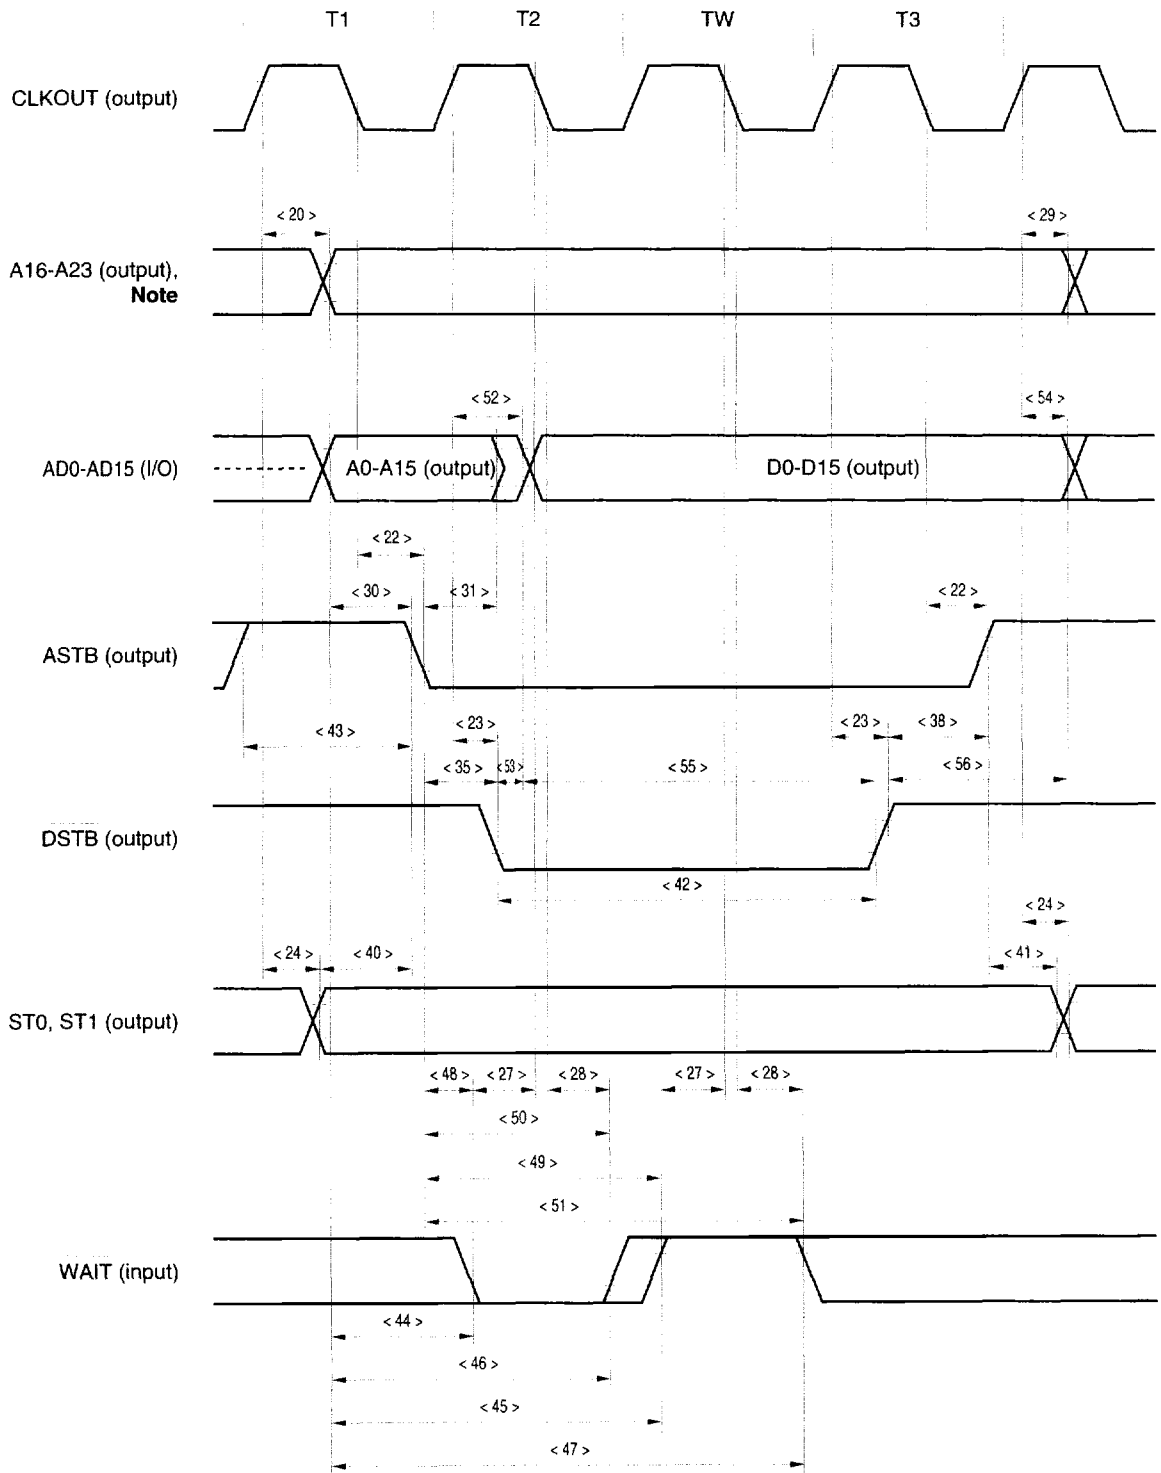 T1 T2 TW T3
CLKOUT (output)
< 20 > < 29 >
A16-A23 (output),
Note
< 52 > < 54 >
AD0-AD15 (I/O) A0-A15 (output) D0-D15 (output)
< 22 >
< 30 > < 31 > < 22 >
ASTB (output)
< 43 > < 23 > < 23 > < 38 >
< 35 > < 53 > < 55 > < 56 >
DSTB (output)
< 42 >
< 24 >
< 24 > < 40 > < 41 >
ST0, ST1 (output)
< 48 > < 27 > < 28 > < 27 > < 28 >
< 50 >
< 49 >
< 51 >
WAIT (input)
< 44 >
< 46 >
< 45 >
< 47 >